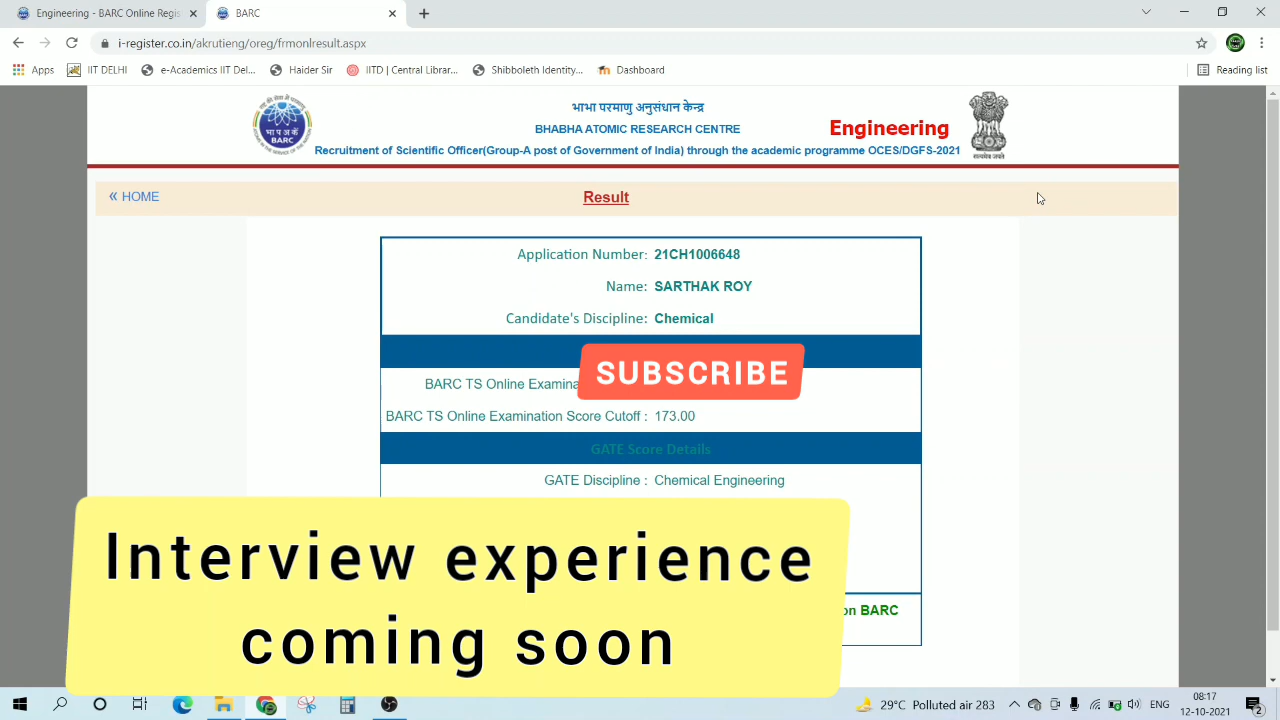 BARC - Engineering Online Regis
BARC
i-register.co.in/akruting/oreg/frmonlresult.aspx
Apps
IIT DELHI
e-Academics IIT Del...
Haider Sir
IITD | Central Librar...
Shibboleth Identity...
Dashboard
Reading list
भाभा परमाणु अनुसंधान केन्द्र
BHABHA ATOMIC RESEARCH CENTRE
Engineering
Recruitment of Scientific Officer(Group-A post of Government of India) through the academic programme OCES/DGFS-2021
« HOME
Result
Application Number: 21CH1006648
Name: SARTHAK ROY
Candidate's Discipline: Chemical
SUBSCRIBE
BARC TS Online Examina
BARC TS Online Examination Score Cutoff : 173.00
GATE Score Details
GATE Discipline : Chemical Engineering
Interview experience
coming soon
on BARC
29°C Polluted air 283
ENG
08:17
12-10-2021
2